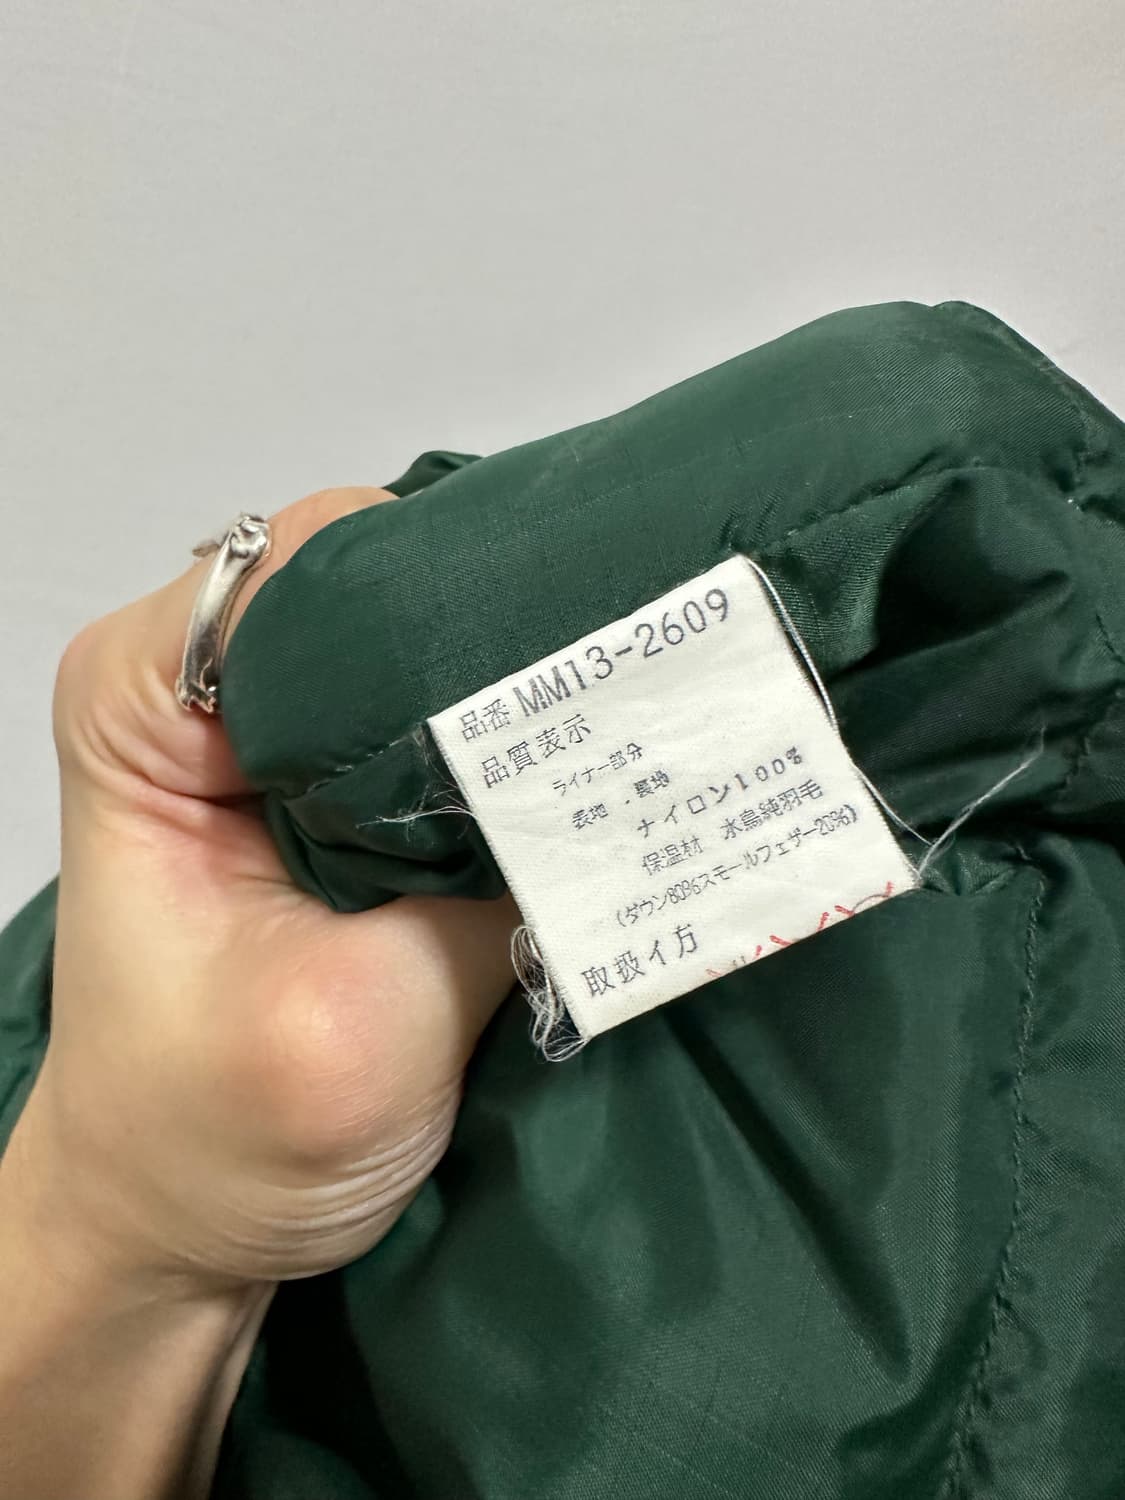 品番 MM13-2609
品質表示
ライナー部分
表地 . 裏地
ナイロン100%
保温材 水鳥純羽毛
(ダウン80%スモールフェザー20%)
取扱イ方